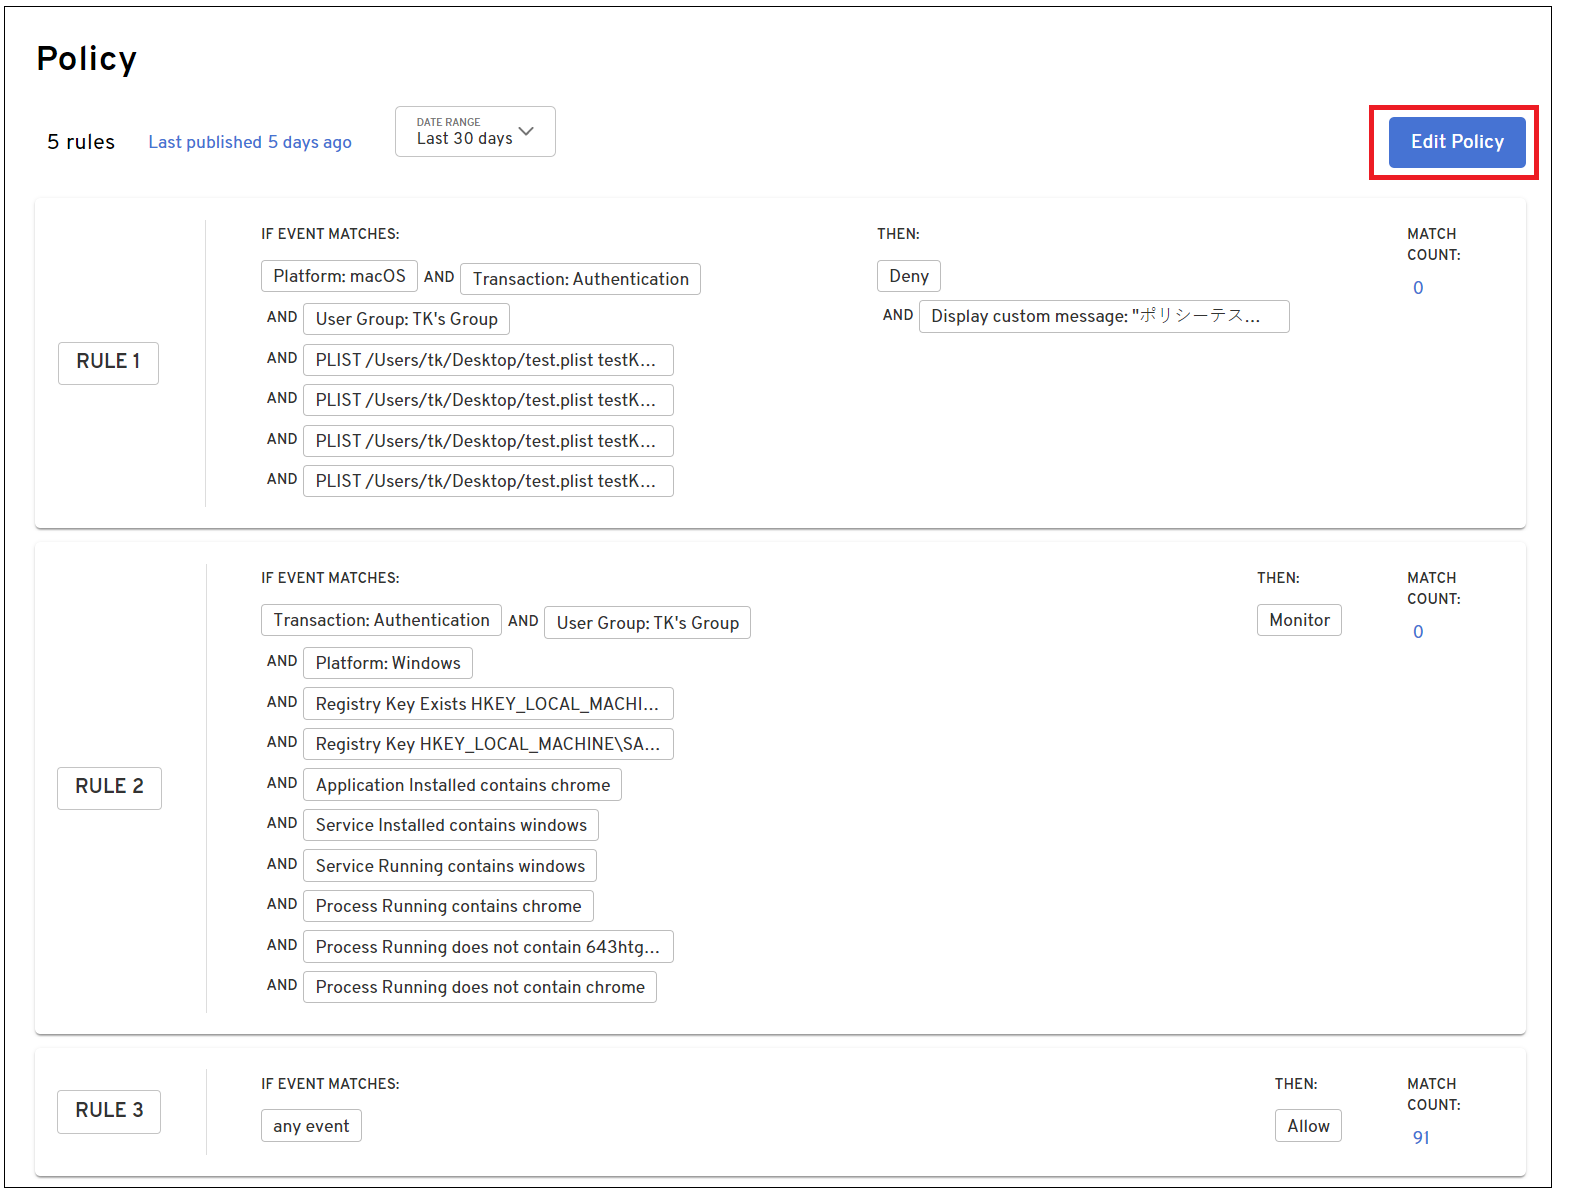 Policy
5 rules
Last published 5 days ago
DATE RANGE
Last 30 days
Edit Policy
RULE 1
IF EVENT MATCHES:
Platform: macOS AND Transaction: Authentication
AND User Group: TK's Group
AND PLIST /Users/tk/Desktop/test.plist testK...
AND PLIST /Users/tk/Desktop/test.plist testK...
AND PLIST /Users/tk/Desktop/test.plist testK...
AND PLIST /Users/tk/Desktop/test.plist testK...
THEN:
Deny
AND Display custom message: "ポリシーテス...
MATCH
COUNT:
0
RULE 2
IF EVENT MATCHES:
Transaction: Authentication AND User Group: TK's Group
AND Platform: Windows
AND Registry Key Exists HKEY_LOCAL_MACHI...
AND Registry Key HKEY_LOCAL_MACHINE\SA...
AND Application Installed contains chrome
AND Service Installed contains windows
AND Service Running contains windows
AND Process Running contains chrome
AND Process Running does not contain 643htg...
AND Process Running does not contain chrome
THEN:
Monitor
MATCH
COUNT:
0
RULE 3
IF EVENT MATCHES:
any event
THEN:
Allow
MATCH
COUNT:
91